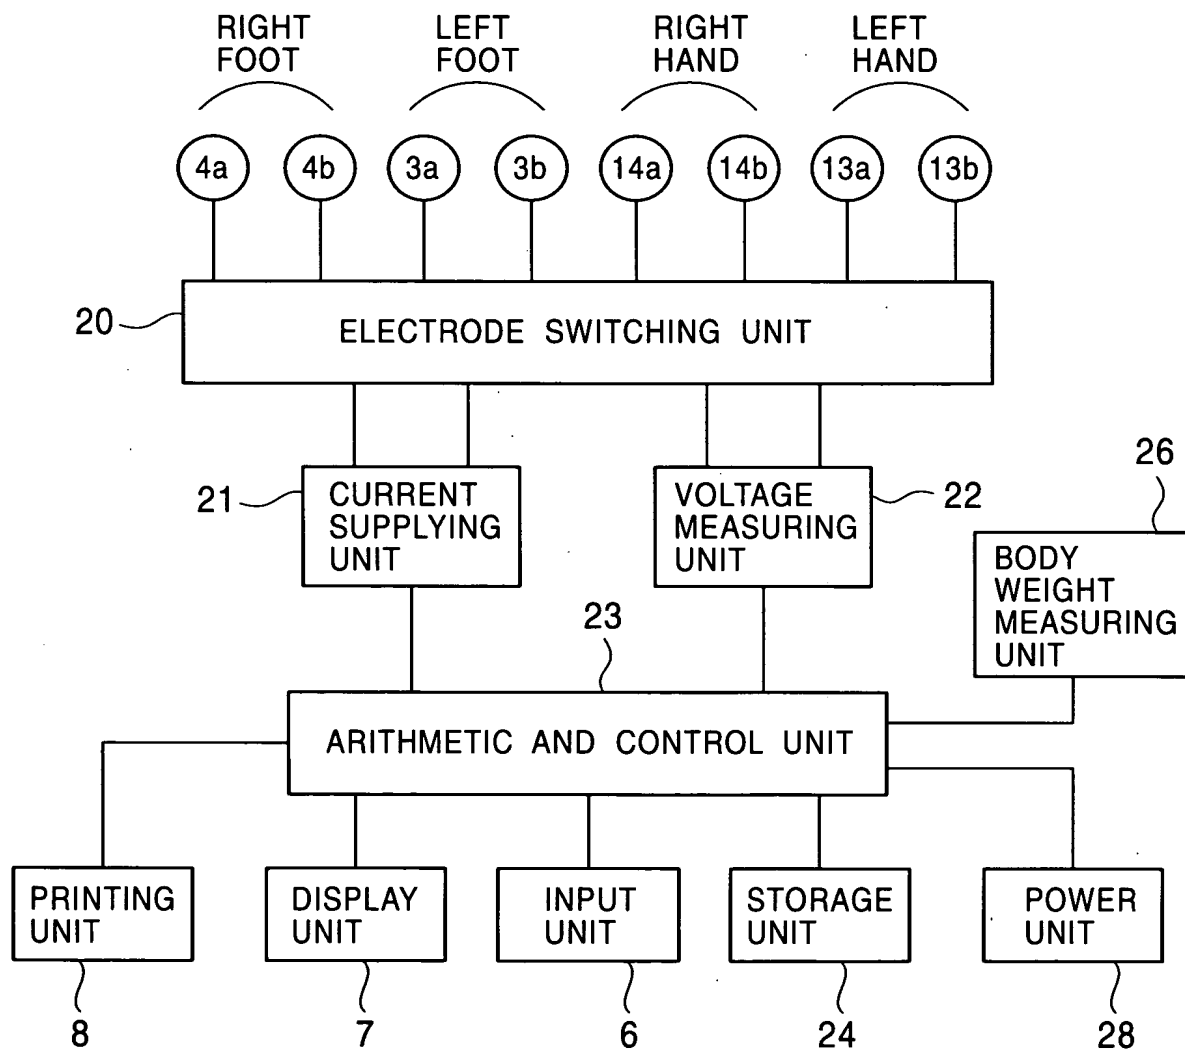 RIGHT FOOT
LEFT FOOT
RIGHT HAND
LEFT HAND
4a
4b
3a
3b
14a
14b
13a
13b
20
ELECTRODE SWITCHING UNIT
21
CURRENT
SUPPLYING
UNIT
VOLTAGE
MEASURING
UNIT
22
26
BODY
WEIGHT
MEASURING
UNIT
23
ARITHMETIC AND CONTROL UNIT
PRINTING
UNIT
DISPLAY
UNIT
INPUT
UNIT
STORAGE
UNIT
POWER
UNIT
8
7
6
24
28